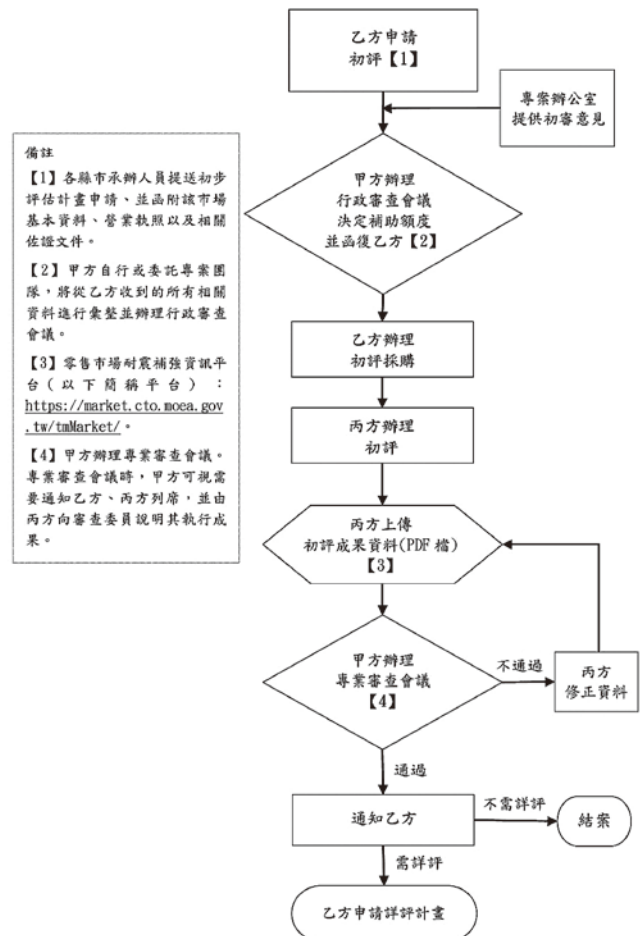 乙方申請
初評【1】
專案辦公室
提供初審意見
甲方辦理
行政審查會議
決定補助額度
並函復乙方【2】
乙方辦理
初評採購
丙方辦理
初評
丙方上傳
初評成果資料(PDF 檔)
【3】
甲方辦理
專業審查會議
【4】
不通過
丙方
修正資料
通過
通知乙方
不需詳評
結案
需詳評
乙方申請詳評計畫
備註
【1】各縣市承辦人員提送初步
評估計畫申請、並函附該市場
基本資料、營業執照以及相關
佐證文件。
【2】甲方自行或委託專案團
隊，將從乙方收到的所有相關
資料進行彙整並辦理行政審查
會議。
【3】零售市場耐震補強資訊平
台(以下簡稱平台)：
https://market.cto.moea.gov
.tw/tmMarket/。
【4】甲方辦理專業審查會議。
專業審查會議時，甲方可視需
要通知乙方、丙方列席，並由
丙方向審查委員說明其執行成
果。